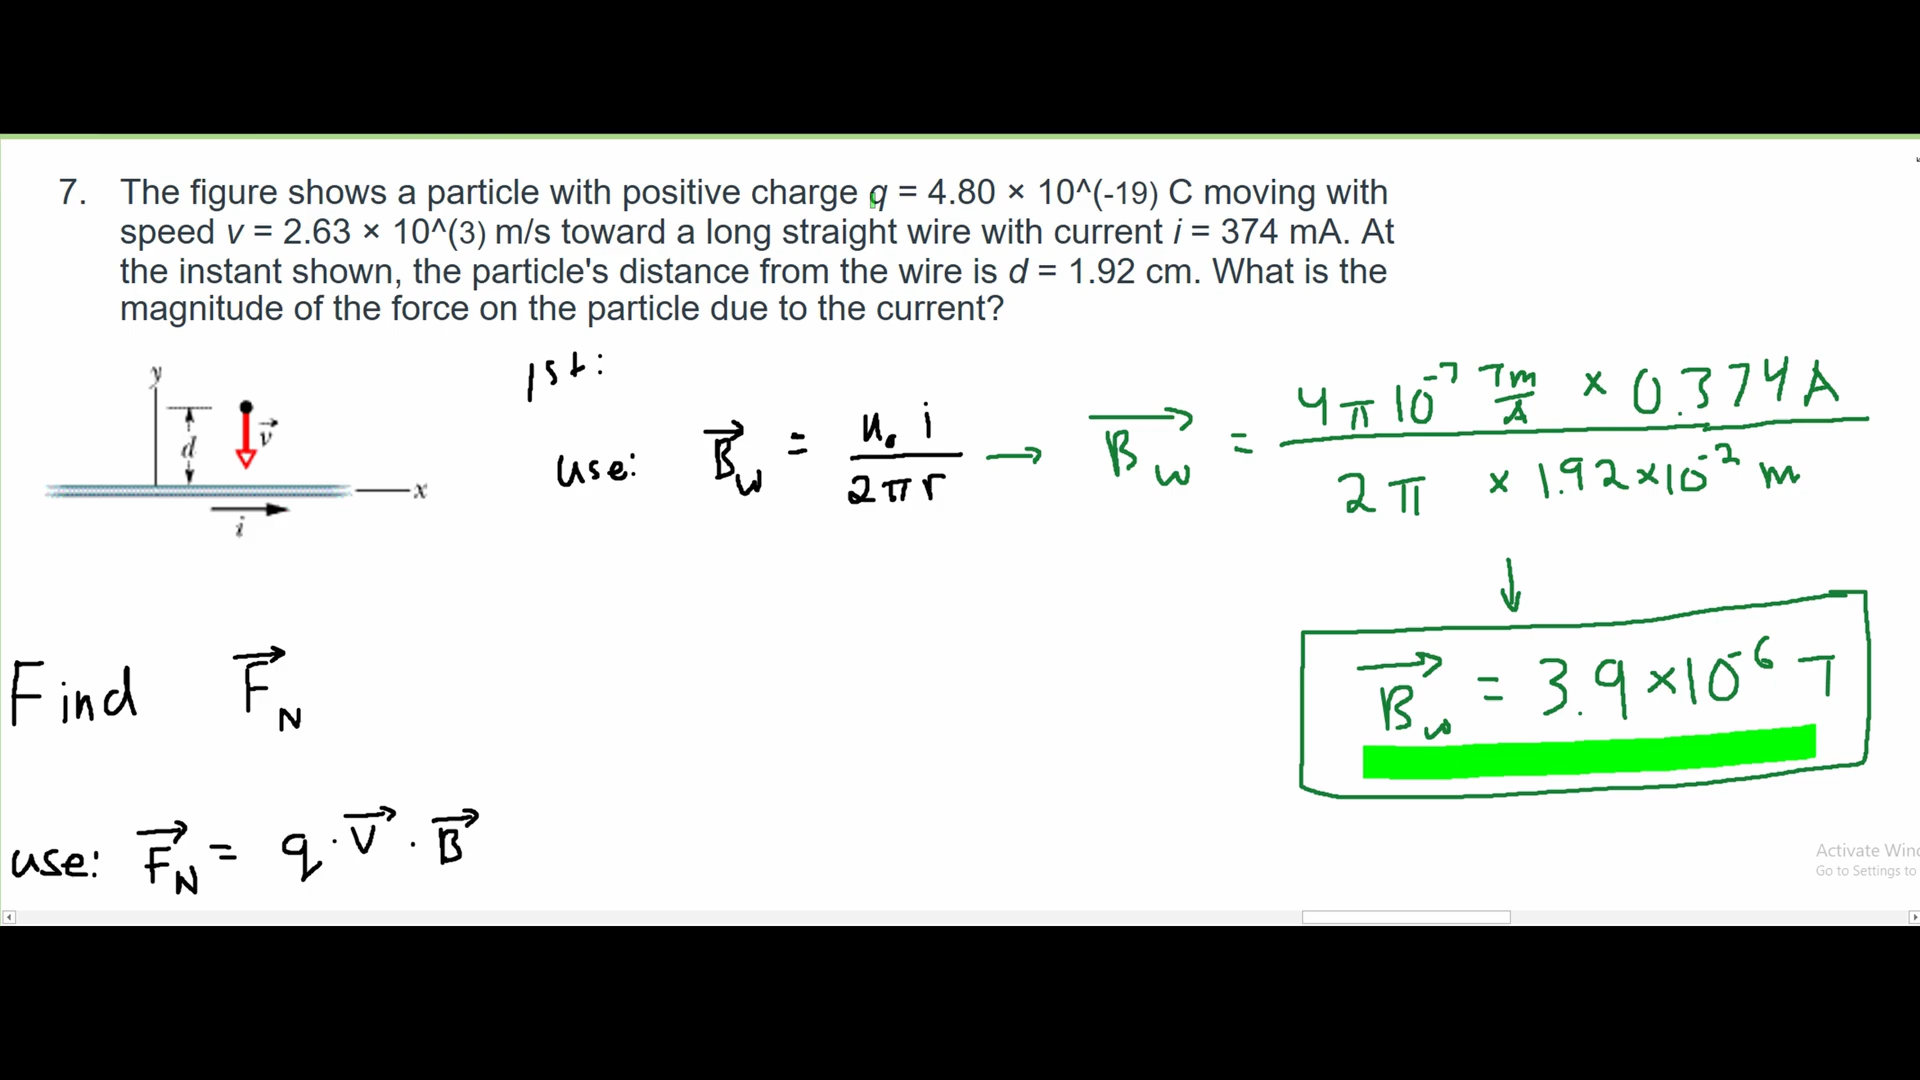 7. The figure shows a particle with positive charge q = 4.80 × 10^(-19) C moving with
speed v = 2.63 × 10^(3) m/s toward a long straight wire with current i = 374 mA. At
the instant shown, the particle's distance from the wire is d = 1.92 cm. What is the
magnitude of the force on the particle due to the current?
y
d
v
x
i
1st:
use: B_w = u₀ i / 2πr → B_w = 4π10^-7 Tm/A × 0.374A / 2π × 1.92×10^-2 m
↓
B_w = 3.9×10^-6 T
Find F_N
use: F_N = q · V · B
Activate Wind
Go to Settings to